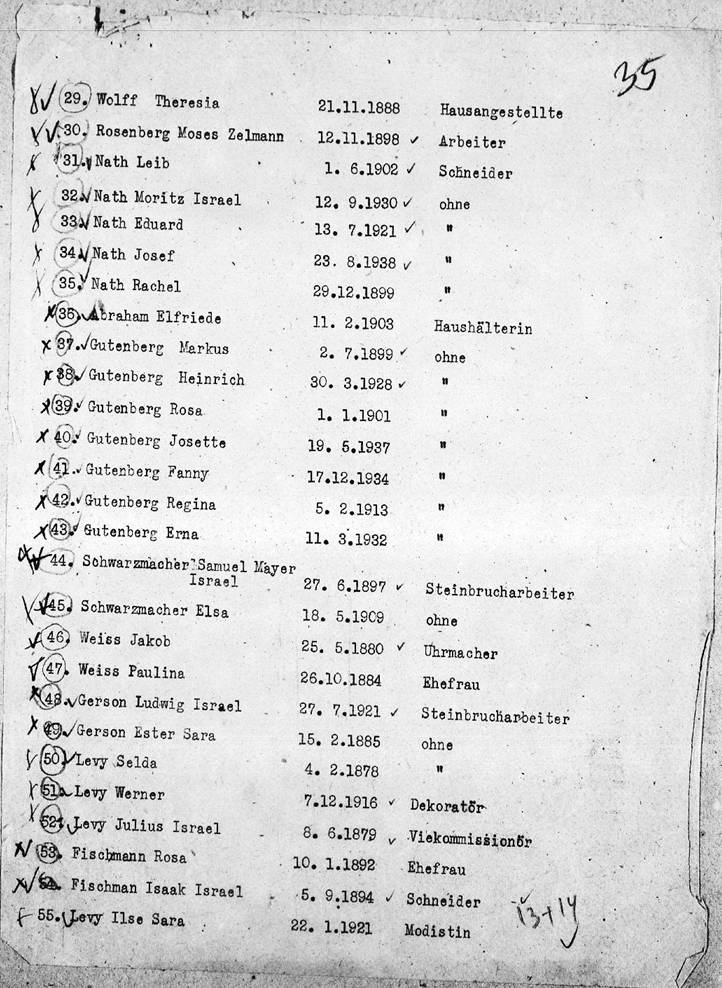 35
29. Wolff Theresia 21.11.1888 Hausangestellte
30. Rosenberg Moses Zelmann 12.11.1898 ✓ Arbeiter
31. Nath Leib 1. 6.1902 ✓ Schneider
32. Nath Moritz Israel 12. 9.1930 ✓ ohne
33. Nath Eduard 13. 7.1921 ✓ "
34. Nath Josef 23. 8.1938 ✓ "
35. Nath Rachel 29.12.1899 "
36. Abraham Elfriede 11. 2.1903 Haushälterin
37. Gutenberg Markus 2. 7.1899 ✓ ohne
38. Gutenberg Heinrich 30. 3.1928 ✓ "
39. Gutenberg Rosa 1. 1.1901 "
40. Gutenberg Josette 19. 5.1937 "
41. Gutenberg Fanny 17.12.1934 "
42. Gutenberg Regina 5. 2.1913 "
43. Gutenberg Erna 11. 3.1932 "
44. Schwarzmacher Samuel Mayer
Israel 27. 6.1897 ✓ Steinbrucharbeiter
45. Schwarzmacher Elsa 18. 5.1909 ohne
46. Weiss Jakob 25. 5.1880 ✓ Uhrmacher
47. Weiss Paulina 26.10.1884 Ehefrau
48. Gerson Ludwig Israel 27. 7.1921 ✓ Steinbrucharbeiter
49. Gerson Ester Sara 15. 2.1885 ohne
50. Levy Selda 4. 2.1878 "
51. Levy Werner 7.12.1916 ✓ Dekoratör
52. Levy Julius Israel 8. 6.1879 ✓ Viekommissionör
53. Fischmann Rosa 10. 1.1892 Ehefrau
54. Fischman Isaak Israel 5. 9.1894 ✓ Schneider
55. Levy Ilse Sara 22. 1.1921 Modistin
13+14